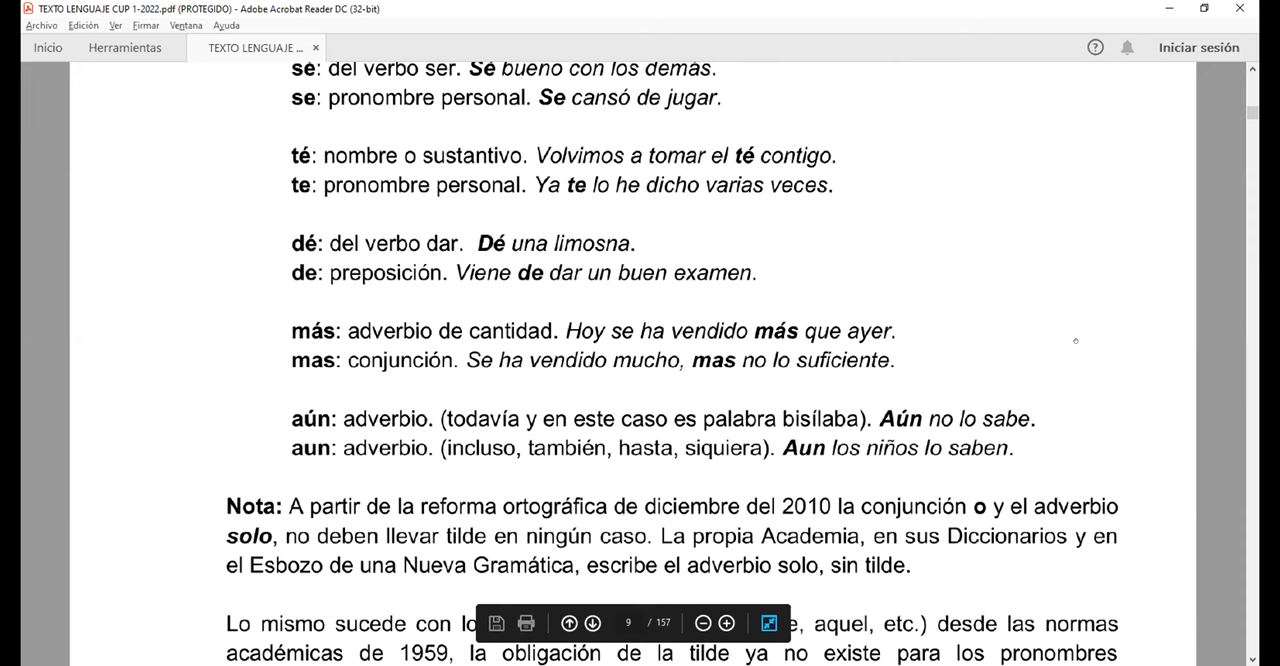 TEXTO LENGUAJE CUP 1-2022.pdf (PROTEGIDO) - Adobe Acrobat Reader DC (32-bit)
Archivo Edición Ver Firmar Ventana Ayuda
Inicio Herramientas TEXTO LENGUAJE ... × Iniciar sesión
sé: del verbo ser. Sé bueno con los demás.
se: pronombre personal. Se cansó de jugar.
té: nombre o sustantivo. Volvimos a tomar el té contigo.
te: pronombre personal. Ya te lo he dicho varias veces.
dé: del verbo dar. Dé una limosna.
de: preposición. Viene de dar un buen examen.
más: adverbio de cantidad. Hoy se ha vendido más que ayer.
mas: conjunción. Se ha vendido mucho, mas no lo suficiente.
aún: adverbio. (todavía y en este caso es palabra bisílaba). Aún no lo sabe.
aun: adverbio. (incluso, también, hasta, siquiera). Aun los niños lo saben.
Nota: A partir de la reforma ortográfica de diciembre del 2010 la conjunción o y el adverbio
solo, no deben llevar tilde en ningún caso. La propia Academia, en sus Diccionarios y en
el Esbozo de una Nueva Gramática, escribe el adverbio solo, sin tilde.
Lo mismo sucede con e, aquel, etc.) desde las normas
9 / 157
académicas de 1959, la obligación de la tilde ya no existe para los pronombres